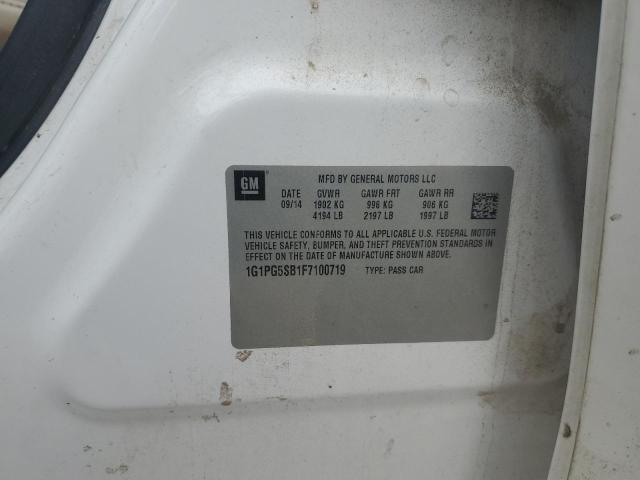 GM
MFD BY GENERAL MOTORS LLC
DATE GVWR GAWR FRT GAWR RR
09/14 1902 KG 996 KG 906 KG
4194 LB 2197 LB 1997 LB
THIS VEHICLE CONFORMS TO ALL APPLICABLE U.S. FEDERAL MOTOR
VEHICLE SAFETY, BUMPER, AND THEFT PREVENTION STANDARDS IN
EFFECT ON THE DATE OF MANUFACTURE SHOWN ABOVE.
1G1PG5SB1F7100719 TYPE: PASS CAR